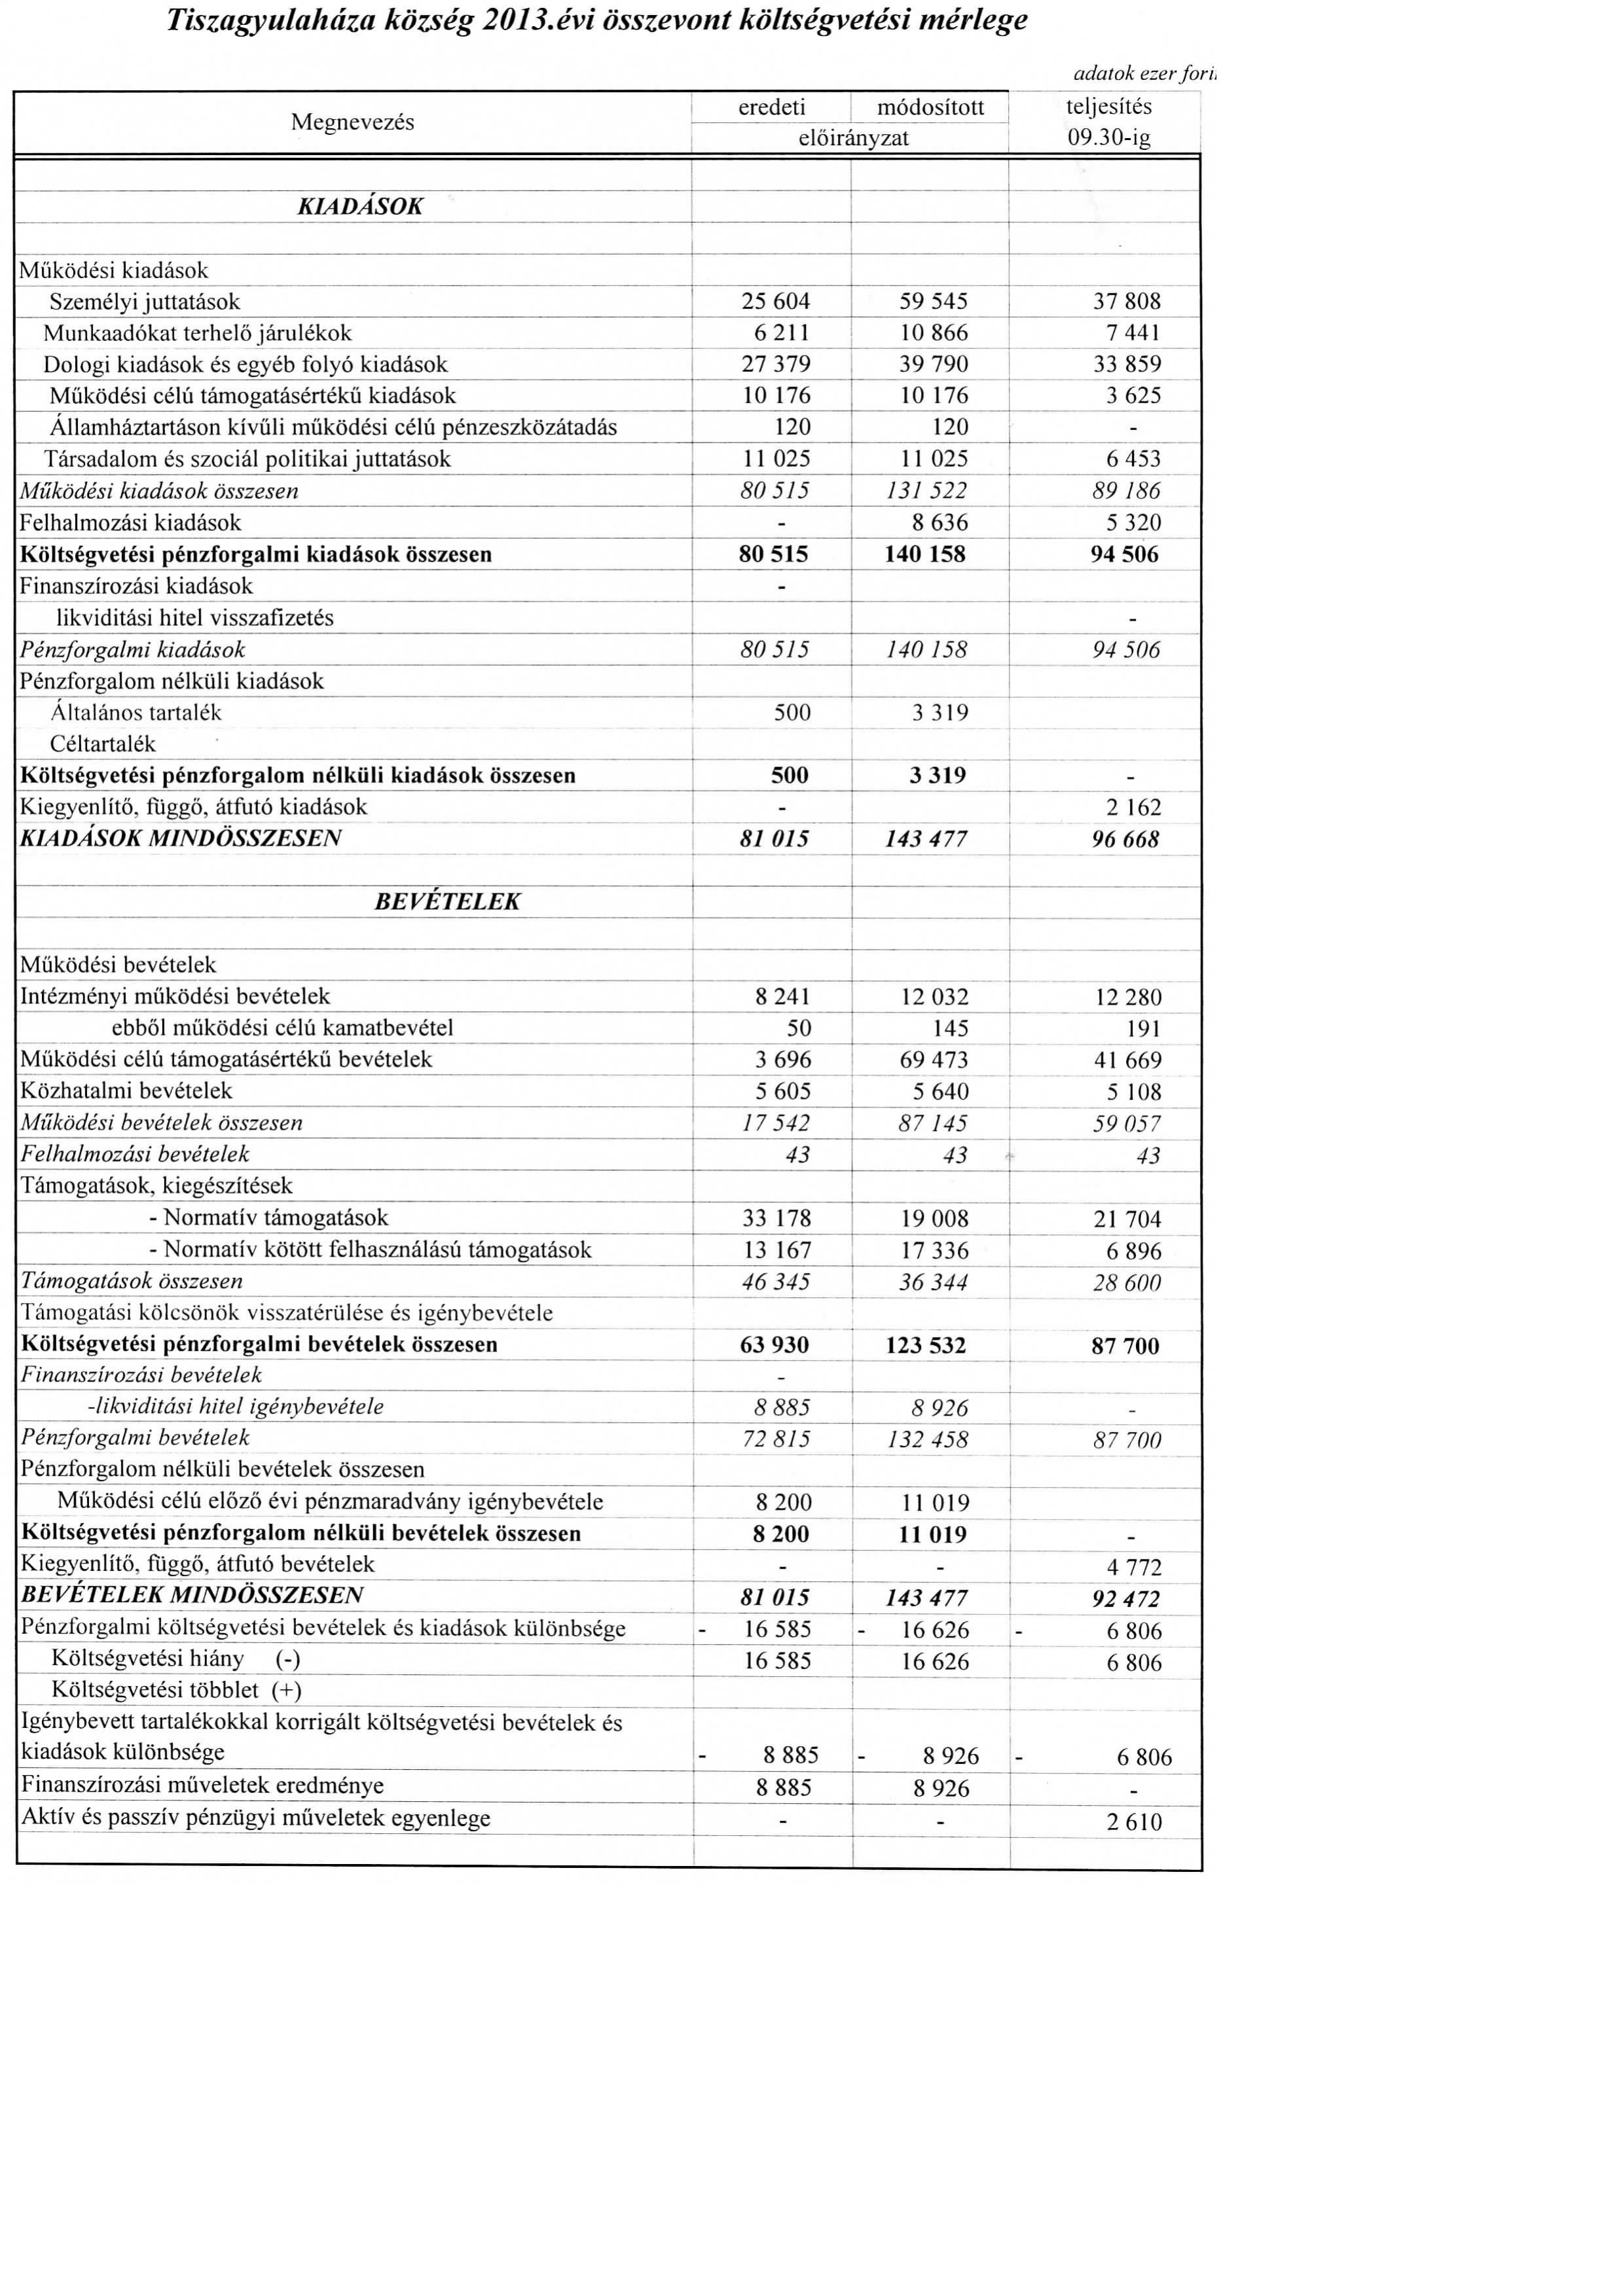 Tiszagyulaháza község 2013.évi összevont költségvetési mérlege
adatok ezer fori
Megnevezés eredeti módosított teljesítés
előirányzat 09.30-ig
KIADÁSOK
Működési kiadások
Személyi juttatások 25 604 59 545 37 808
Munkaadókat terhelő járulékok 6 211 10 866 7 441
Dologi kiadások és egyéb folyó kiadások 27 379 39 790 33 859
Működési célú támogatásértékű kiadások 10 176 10 176 3 625
Államháztartáson kívűli működési célú pénzeszközátadás 120 120 -
Társadalom és szociál politikai juttatások 11 025 11 025 6 453
Működési kiadások összesen 80 515 131 522 89 186
Felhalmozási kiadások - 8 636 5 320
Költségvetési pénzforgalmi kiadások összesen 80 515 140 158 94 506
Finanszírozási kiadások -
likviditási hitel visszafizetés -
Pénzforgalmi kiadások 80 515 140 158 94 506
Pénzforgalom nélküli kiadások
Általános tartalék 500 3 319
Céltartalék
Költségvetési pénzforgalom nélküli kiadások összesen 500 3 319 -
Kiegyenlítő, függő, átfutó kiadások - 2 162
KIADÁSOK MINDÖSSZESEN 81 015 143 477 96 668
BEVÉTELEK
Működési bevételek
Intézményi működési bevételek 8 241 12 032 12 280
ebből működési célú kamatbevétel 50 145 191
Működési célú támogatásértékű bevételek 3 696 69 473 41 669
Közhatalmi bevételek 5 605 5 640 5 108
Működési bevételek összesen 17 542 87 145 59 057
Felhalmozási bevételek 43 43 43
Támogatások, kiegészítések
- Normatív támogatások 33 178 19 008 21 704
- Normatív kötött felhasználású támogatások 13 167 17 336 6 896
Támogatások összesen 46 345 36 344 28 600
Támogatási kölcsönök visszatérülése és igénybevétele
Költségvetési pénzforgalmi bevételek összesen 63 930 123 532 87 700
Finanszírozási bevételek -
-likviditási hitel igénybevétele 8 885 8 926 -
Pénzforgalmi bevételek 72 815 132 458 87 700
Pénzforgalom nélküli bevételek összesen
Működési célú előző évi pénzmaradvány igénybevétele 8 200 11 019
Költségvetési pénzforgalom nélküli bevételek összesen 8 200 11 019 -
Kiegyenlítő, függő, átfutó bevételek - - 4 772
BEVÉTELEK MINDÖSSZESEN 81 015 143 477 92 472
Pénzforgalmi költségvetési bevételek és kiadások különbsége - 16 585 - 16 626 - 6 806
Költségvetési hiány (-) 16 585 16 626 6 806
Költségvetési többlet (+)
Igénybevett tartalékokkal korrigált költségvetési bevételek és
kiadások különbsége - 8 885 - 8 926 - 6 806
Finanszírozási műveletek eredménye 8 885 8 926 -
Aktív és passzív pénzügyi műveletek egyenlege - - 2 610